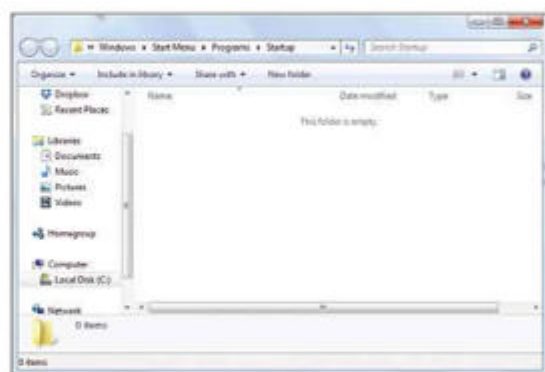 « Windows ▸ Start Menu ▸ Programs ▸ Startup
Search Startup
Organize ▾ Include in library ▾ Share with ▾ New folder
Name Date modified Type Size
This folder is empty.
Dropbox
Recent Places
Libraries
Documents
Music
Pictures
Videos
Homegroup
Computer
Local Disk (C:)
Network
0 items
0 items